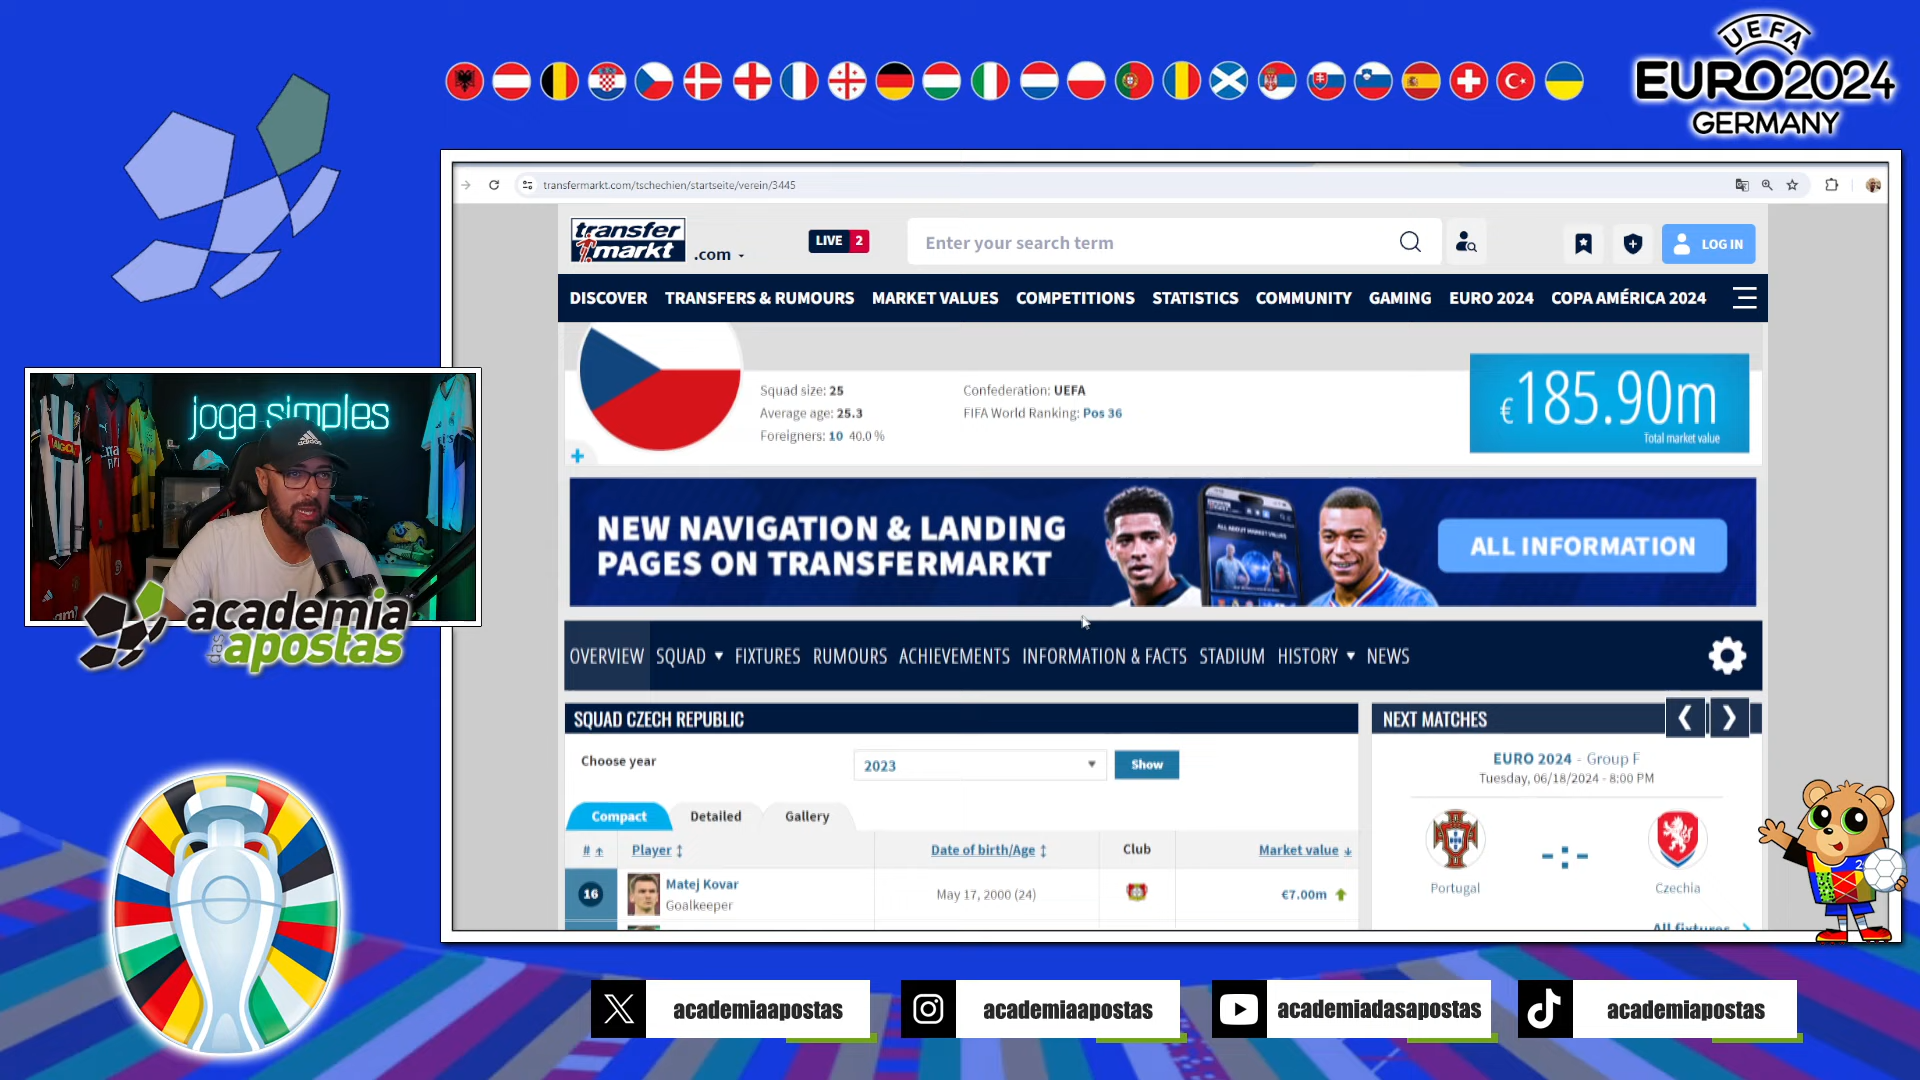 UEFA
EURO2024
GERMANY
transfermarkt.com/tschechien/startseite/verein/3445
transfer
markt
.com
LIVE 2
Enter your search term
LOG IN
DISCOVER TRANSFERS & RUMOURS MARKET VALUES COMPETITIONS STATISTICS COMMUNITY GAMING EURO 2024 COPA AMÉRICA 2024
Squad size: 25
Average age: 25.3
Foreigners: 10 40.0 %
Confederation: UEFA
FIFA World Ranking: Pos 36
€185.90m
Total market value
NEW NAVIGATION & LANDING
PAGES ON TRANSFERMARKT
ALL INFORMATION
OVERVIEW SQUAD FIXTURES RUMOURS ACHIEVEMENTS INFORMATION & FACTS STADIUM HISTORY NEWS
SQUAD CZECH REPUBLIC
Choose year
2023
Show
Compact Detailed Gallery
# Player Date of birth/Age Club Market value
16 Matej Kovar May 17, 2000 (24) €7.00m
Goalkeeper
NEXT MATCHES
EURO 2024 - Group F
Tuesday, 06/18/2024 - 8:00 PM
-:-
Portugal Czechia
All fixtures
joga simples
adidas
academia
das apostas
academiaapostas
academiaapostas
academiadasapostas
academiaapostas